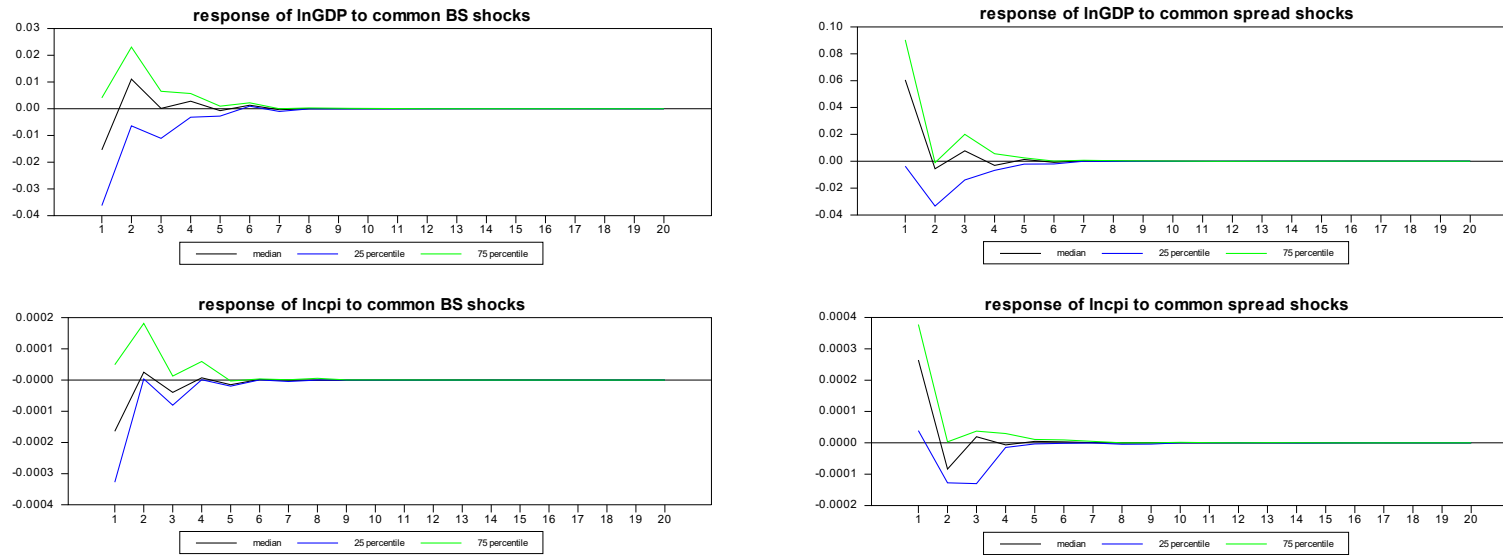 response of lnGDP to common BS shocks
0.03
0.02
0.01
0.00
-0.01
-0.02
-0.03
-0.04
1 2 3 4 5 6 7 8 9 10 11 12 13 14 15 16 17 18 19 20
median 25 percentile 75 percentile
response of lnGDP to common spread shocks
0.10
0.08
0.06
0.04
0.02
0.00
-0.02
-0.04
1 2 3 4 5 6 7 8 9 10 11 12 13 14 15 16 17 18 19 20
median 25 percentile 75 percentile
response of lncpi to common BS shocks
0.0002
0.0001
-0.0000
-0.0001
-0.0002
-0.0003
-0.0004
1 2 3 4 5 6 7 8 9 10 11 12 13 14 15 16 17 18 19 20
median 25 percentile 75 percentile
response of lncpi to common spread shocks
0.0004
0.0003
0.0002
0.0001
0.0000
-0.0001
-0.0002
1 2 3 4 5 6 7 8 9 10 11 12 13 14 15 16 17 18 19 20
median 25 percentile 75 percentile